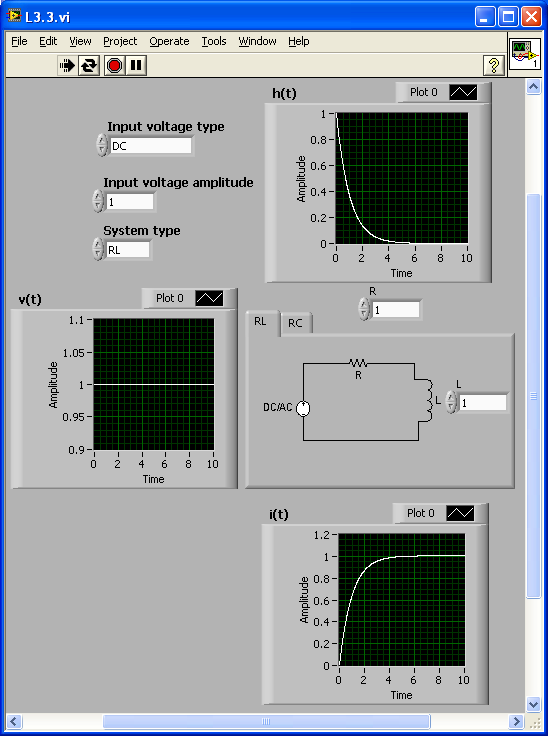 L3.3.vi
File Edit View Project Operate Tools Window Help
?
1
h(t)
Plot 0
Input voltage type
DC
Input voltage amplitude
1
System type
RL
Amplitude
1
0.8
0.6
0.4
0.2
0
0 2 4 6 8 10
Time
v(t)
Plot 0
Amplitude
1.1
1.05
1
0.95
0.9
0 2 4 6 8 10
Time
R
1
RL RC
R
DC/AC
L
L
1
i(t)
Plot 0
Amplitude
1.2
1
0.8
0.6
0.4
0.2
0
0 2 4 6 8 10
Time